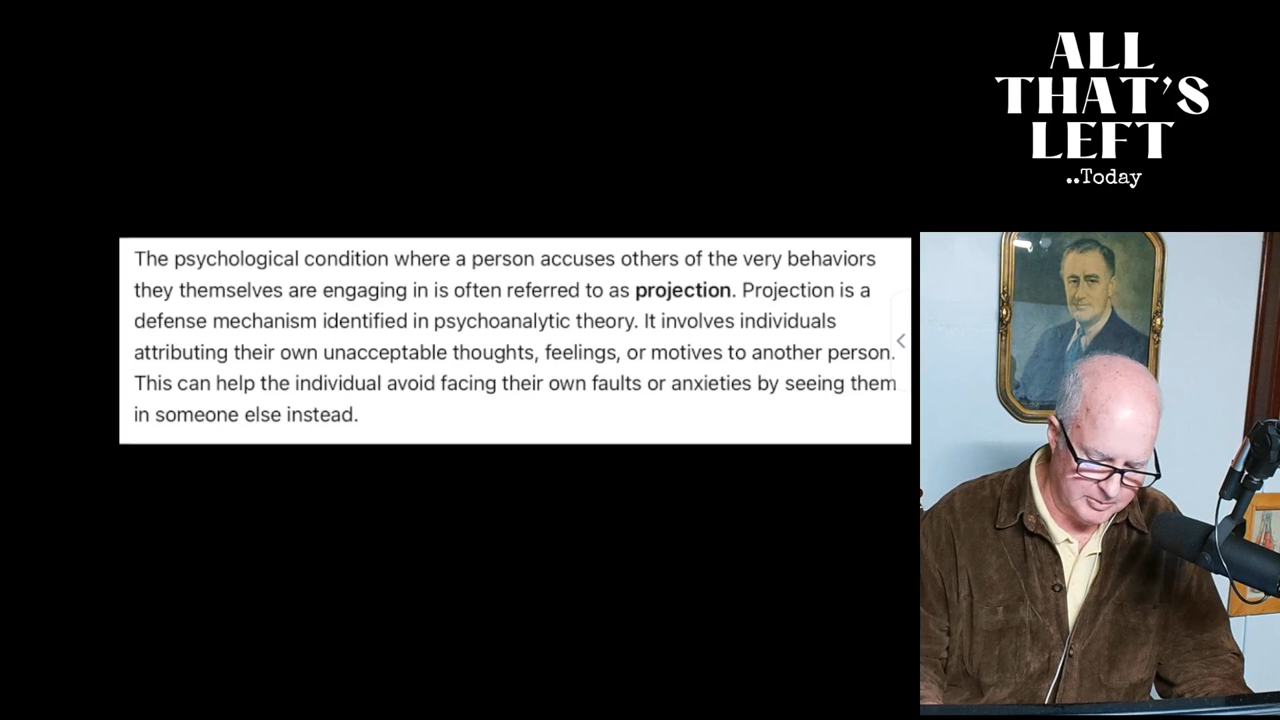 ALL
THAT'S
LEFT
..Today
The psychological condition where a person accuses others of the very behaviors
they themselves are engaging in is often referred to as projection. Projection is a
defense mechanism identified in psychoanalytic theory. It involves individuals
attributing their own unacceptable thoughts, feelings, or motives to another person.
This can help the individual avoid facing their own faults or anxieties by seeing them
in someone else instead.